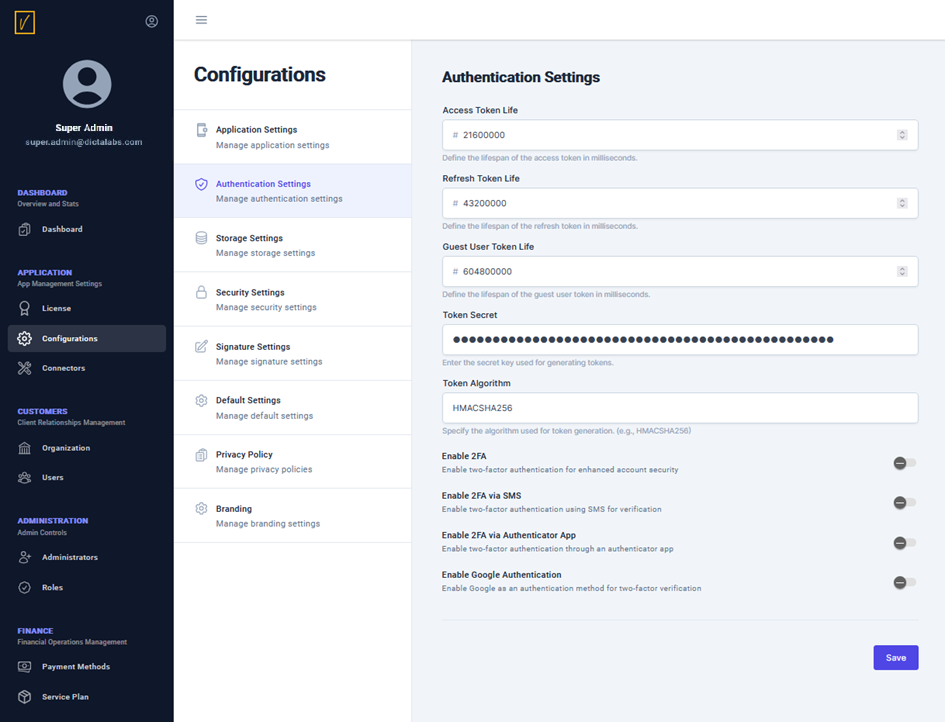 Super Admin
super.admin@dictalabs.com
DASHBOARD
Overview and Stats
Dashboard
APPLICATION
App Management Settings
License
Configurations
Connectors
CUSTOMERS
Client Relationships Management
Organization
Users
ADMINISTRATION
Admin Controls
Administrators
Roles
FINANCE
Financial Operations Management
Payment Methods
Service Plan
Configurations
Application Settings
Manage application settings
Authentication Settings
Manage authentication settings
Storage Settings
Manage storage settings
Security Settings
Manage security settings
Signature Settings
Manage signature settings
Default Settings
Manage default settings
Privacy Policy
Manage privacy policies
Branding
Manage branding settings
Authentication Settings
Access Token Life
# 21600000
Define the lifespan of the access token in milliseconds.
Refresh Token Life
# 43200000
Define the lifespan of the refresh token in milliseconds.
Guest User Token Life
# 604800000
Define the lifespan of the guest user token in milliseconds.
Token Secret
Enter the secret key used for generating tokens.
Token Algorithm
HMACSHA256
Specify the algorithm used for token generation. (e.g., HMACSHA256)
Enable 2FA
Enable two-factor authentication for enhanced account security
Enable 2FA via SMS
Enable two-factor authentication using SMS for verification
Enable 2FA via Authenticator App
Enable two-factor authentication through an authenticator app
Enable Google Authentication
Enable Google as an authentication method for two-factor verification
Save